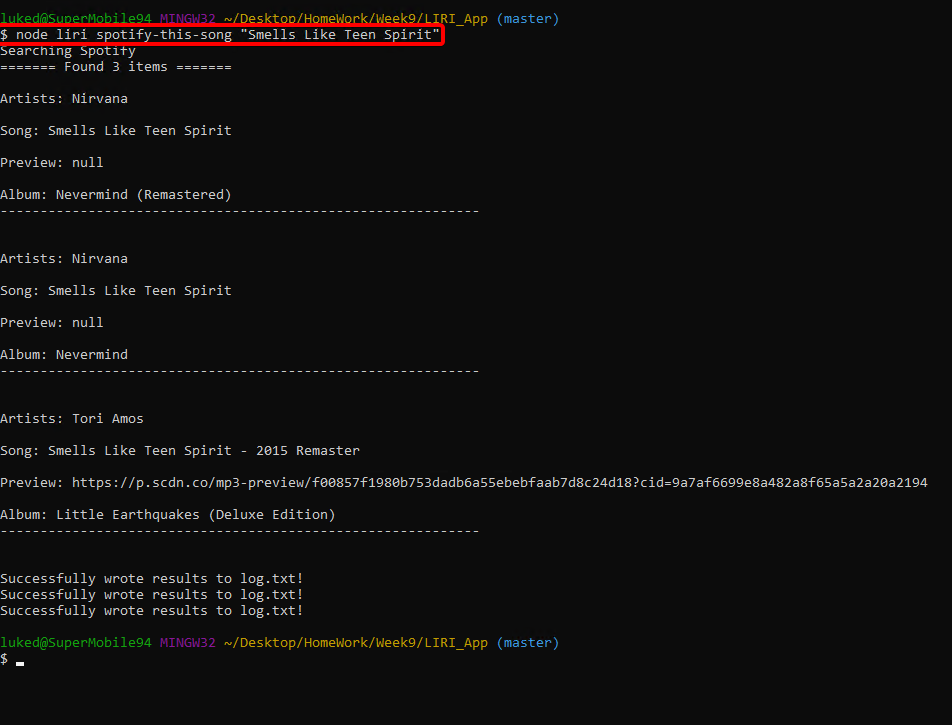 luked@SuperMobile94 MINGW32 ~/Desktop/HomeWork/Week9/LIRI_App (master)
$ node liri spotify-this-song "Smells Like Teen Spirit"
Searching Spotify
======= Found 3 items =======
Artists: Nirvana
Song: Smells Like Teen Spirit
Preview: null
Album: Nevermind (Remastered)
------------------------------------------------------------
Artists: Nirvana
Song: Smells Like Teen Spirit
Preview: null
Album: Nevermind
------------------------------------------------------------
Artists: Tori Amos
Song: Smells Like Teen Spirit - 2015 Remaster
Preview: https://p.scdn.co/mp3-preview/f00857f1980b753dadb6a55ebebfaab7d8c24d18?cid=9a7af6699e8a482a8f65a5a2a20a2194
Album: Little Earthquakes (Deluxe Edition)
------------------------------------------------------------
Successfully wrote results to log.txt!
Successfully wrote results to log.txt!
Successfully wrote results to log.txt!
luked@SuperMobile94 MINGW32 ~/Desktop/HomeWork/Week9/LIRI_App (master)
$